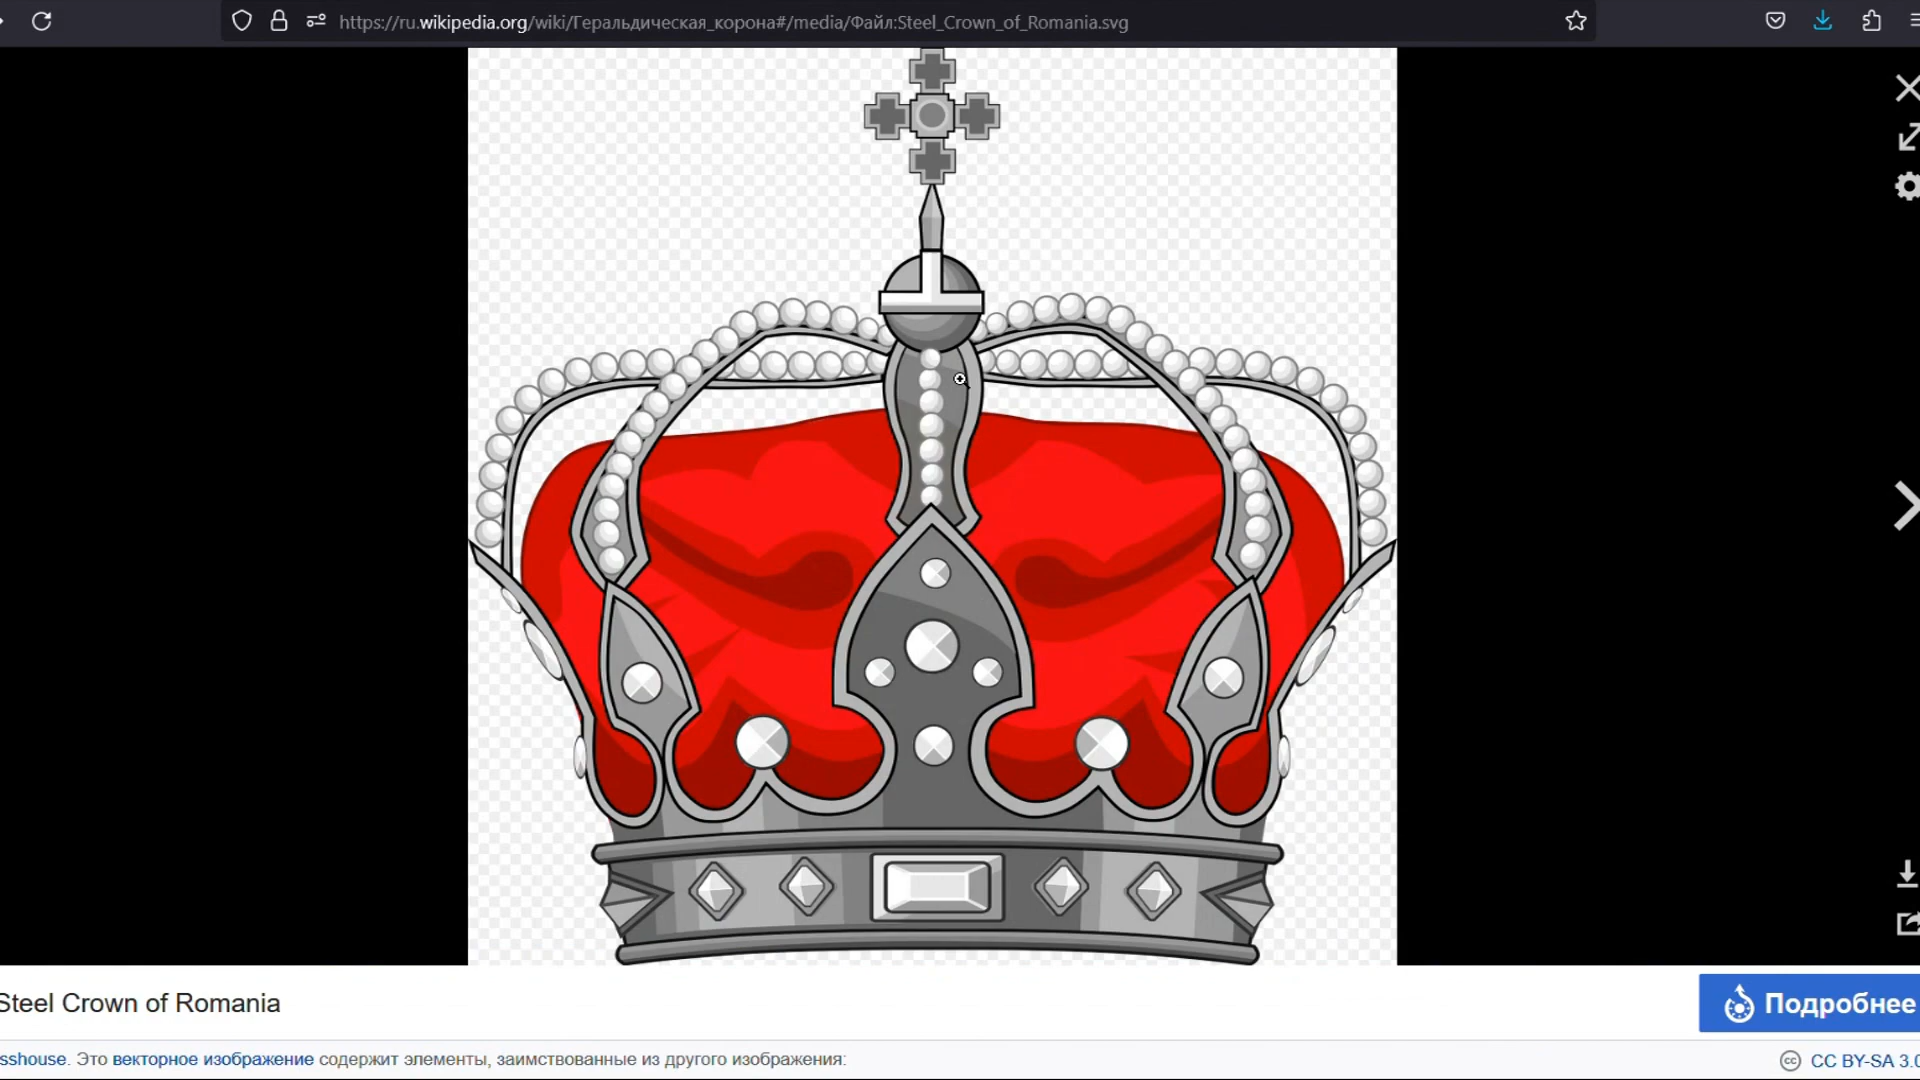 https://ru.wikipedia.org/wiki/Геральдическая_корона#/media/Файл:Steel_Crown_of_Romania.svg
Steel Crown of Romania
Подробнее
sshouse. Это векторное изображение содержит элементы, заимствованные из другого изображения:
cc CC BY-SA 3.0